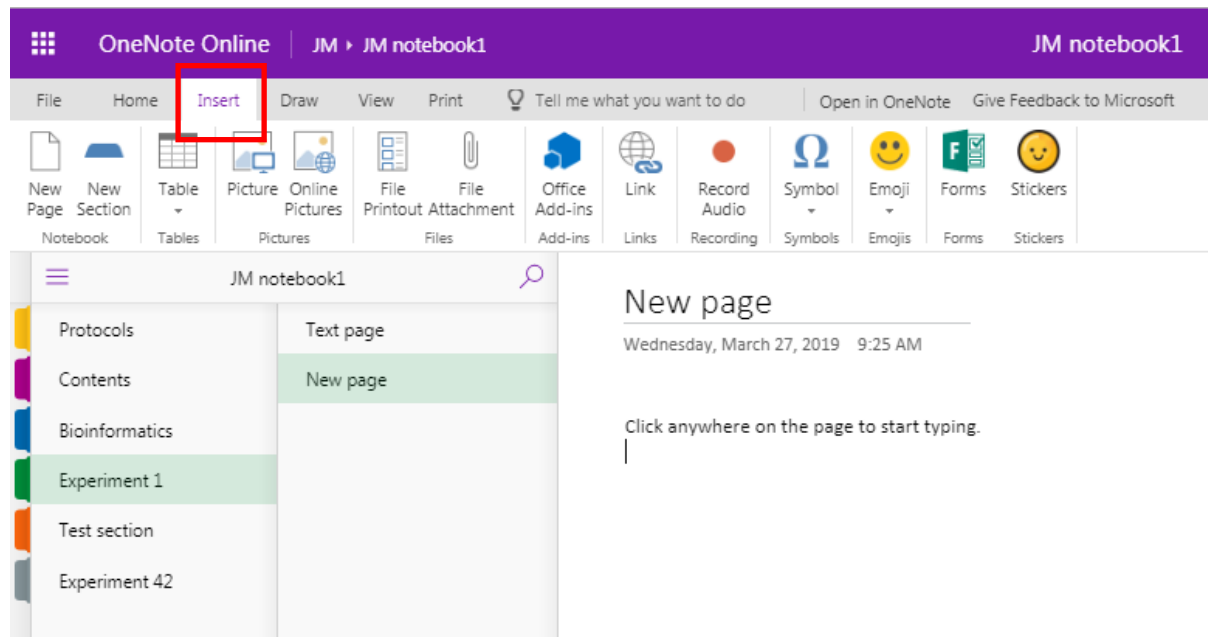 OneNote Online JM ▸ JM notebook1 JM notebook1
File Home Insert Draw View Print Tell me what you want to do Open in OneNote Give Feedback to Microsoft
New New Table Picture Online File File Office Link Record Symbol Emoji Forms Stickers
Page Section Pictures Printout Attachment Add-ins Audio
Notebook Tables Pictures Files Add-ins Links Recording Symbols Emojis Forms Stickers
JM notebook1
Protocols
Contents
Bioinformatics
Experiment 1
Test section
Experiment 42
Text page
New page
New page
Wednesday, March 27, 2019 9:25 AM
Click anywhere on the page to start typing.